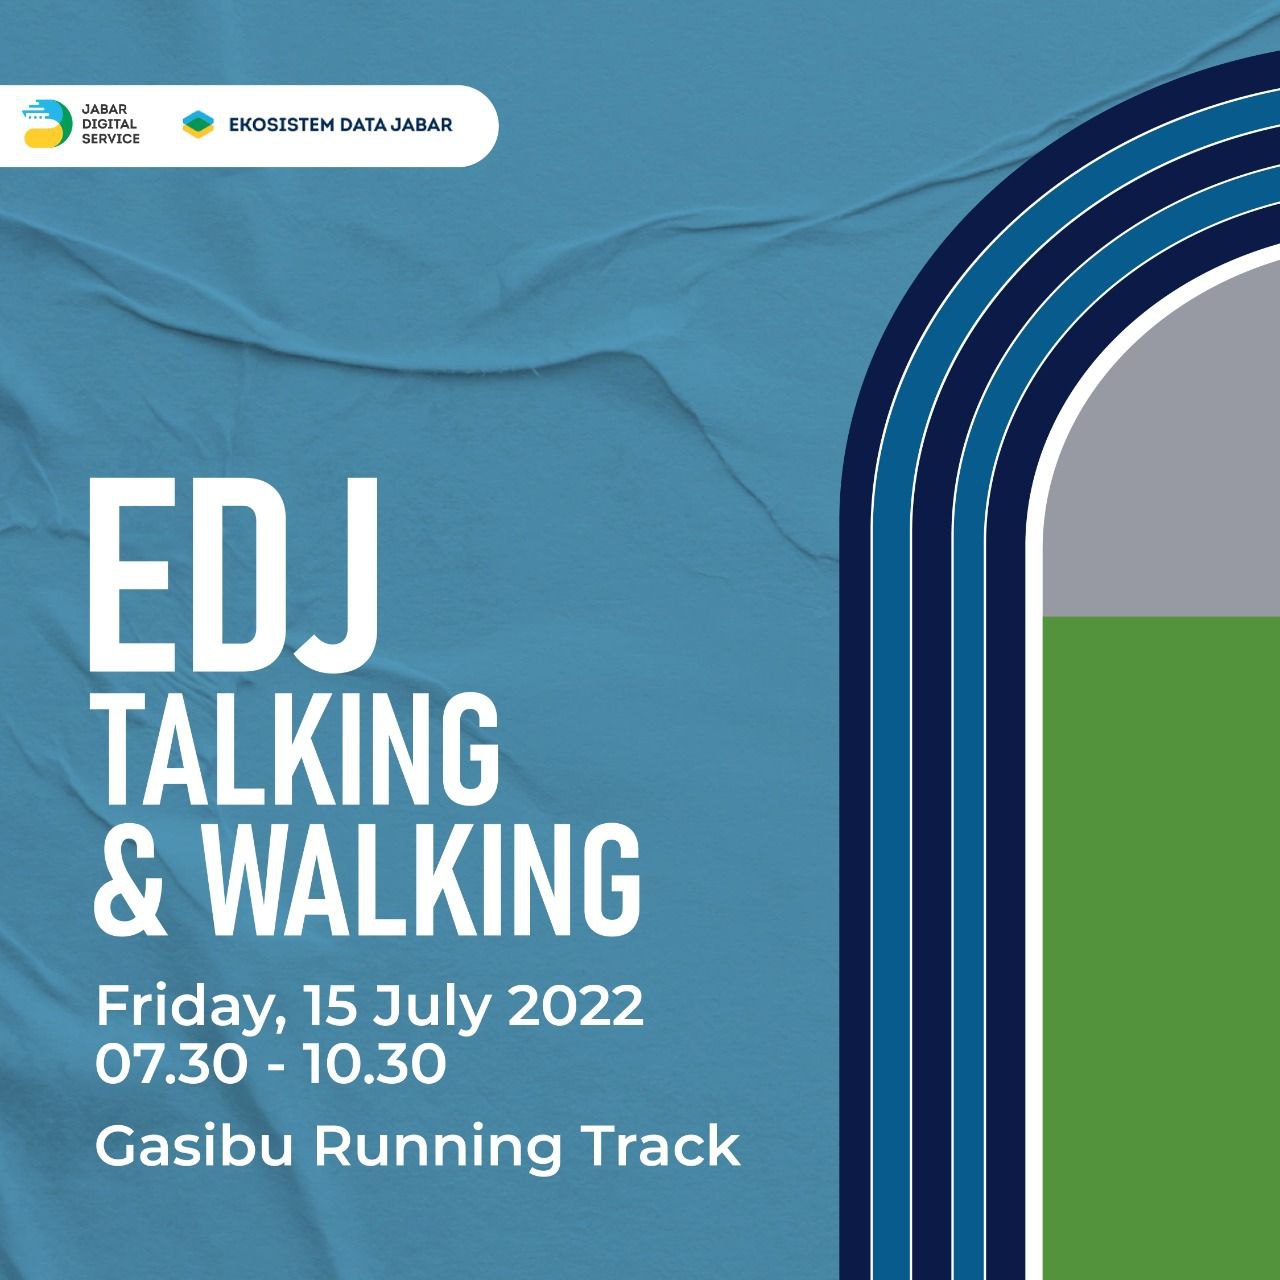 JABAR
DIGITAL
SERVICE
EKOSISTEM DATA JABAR
EDJ
TALKING
& WALKING
Friday, 15 July 2022
07.30 - 10.30
Gasibu Running Track